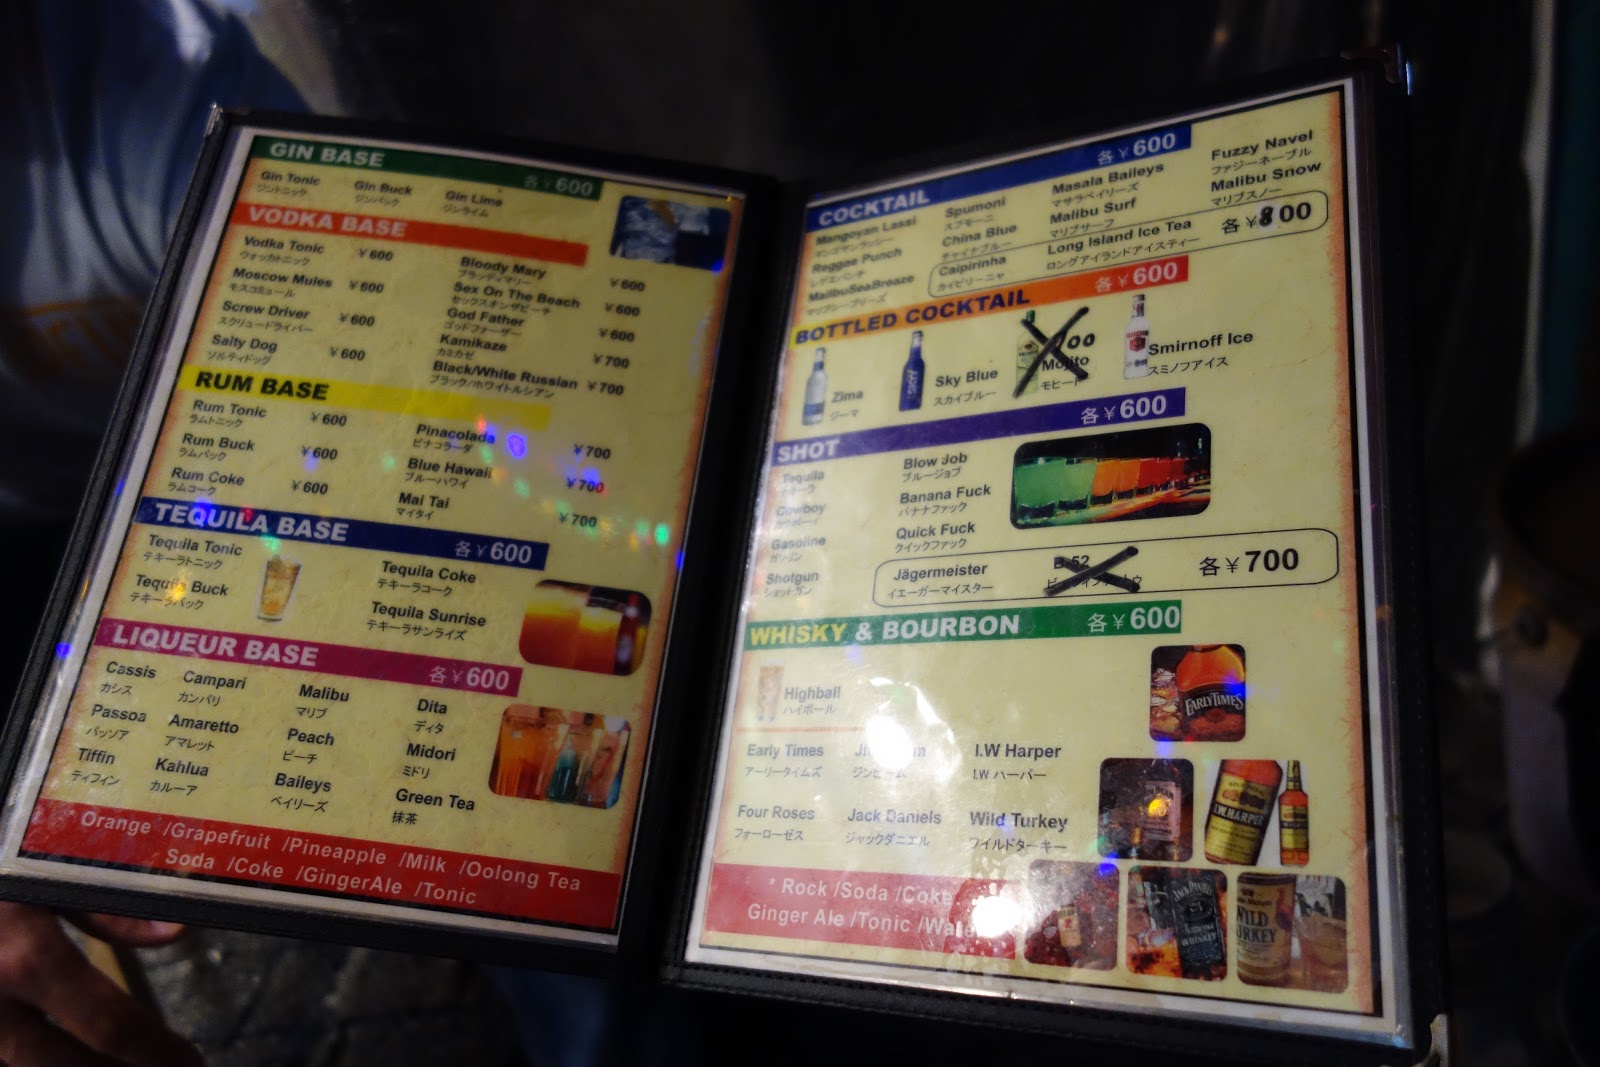 GIN BASE 各￥600
Gin Tonic Gin Buck Gin Lime
ジントニック ジンバック ジンライム
VODKA BASE
Vodka Tonic ￥600
ウォッカトニック
Moscow Mules ￥600
モスコミュール
Screw Driver ￥600
スクリュードライバー
Salty Dog ￥600
ソルティドッグ
Bloody Mary ￥600
ブラッディマリー
Sex On The Beach ￥600
セックスオンザビーチ
God Father ￥600
ゴッドファーザー
Kamikaze ￥700
カミカゼ
Black/White Russian ￥700
ブラック/ホワイトルシアン
RUM BASE
Rum Tonic ￥600
ラムトニック
Rum Buck ￥600
ラムバック
Rum Coke ￥600
ラムコーク
Pinacolada ￥700
ピナコラーダ
Blue Hawaii ￥700
ブルーハワイ
Mai Tai ￥700
マイタイ
TEQUILA BASE 各￥600
Tequila Tonic Tequila Coke
テキーラトニック テキーラコーク
Tequila Buck Tequila Sunrise
テキーラバック テキーラサンライズ
LIQUEUR BASE 各￥600
Cassis Campari Malibu Dita
カシス カンパリ マリブ ディタ
Passoa Amaretto Peach Midori
パッソア アマレット ピーチ ミドリ
Tiffin Kahlua Baileys Green Tea
ティフィン カルーア ベイリーズ 抹茶
* Orange /Grapefruit /Pineapple /Milk /Oolong Tea
Soda /Coke /GingerAle /Tonic
COCKTAIL 各￥600
Mangoyan Lassi Spumoni Masala Baileys Fuzzy Navel
マンゴヤンラッシー スプモーニ マサラベイリーズ ファジーネーブル
Reggae Punch China Blue Malibu Surf Malibu Snow
レゲエパンチ チャイナブルー マリブサーフ マリブスノー
MalibuSeaBreaze
マリブシーブリーズ
Caipirinha Long Island Ice Tea 各￥800
カイピリーニャ ロングアイランドアイスティー
BOTTLED COCKTAIL 各￥600
Zima Sky Blue Mojito Smirnoff Ice
ジーマ スカイブルー モヒート スミノフアイス
SHOT 各￥600
Tequila Blow Job
テキーラ ブルージョブ
Cowboy Banana Fuck
カウボーイ バナナファック
Gasoline Quick Fuck
ガソリン クイックファック
Shotgun
ショットガン
Jägermeister B-52 各￥700
イエーガーマイスター
WHISKY & BOURBON 各￥600
Highball
ハイボール
Early Times I.W Harper
アーリータイムズ I.W ハーパー
Four Roses Jack Daniels Wild Turkey
フォーローゼス ジャックダニエル ワイルドターキー
* Rock /Soda /Coke
Ginger Ale /Tonic
EARLY TIMES
I.W.HARPER
JACK DANIEL'S
WHISKEY
WILD
TURKEY